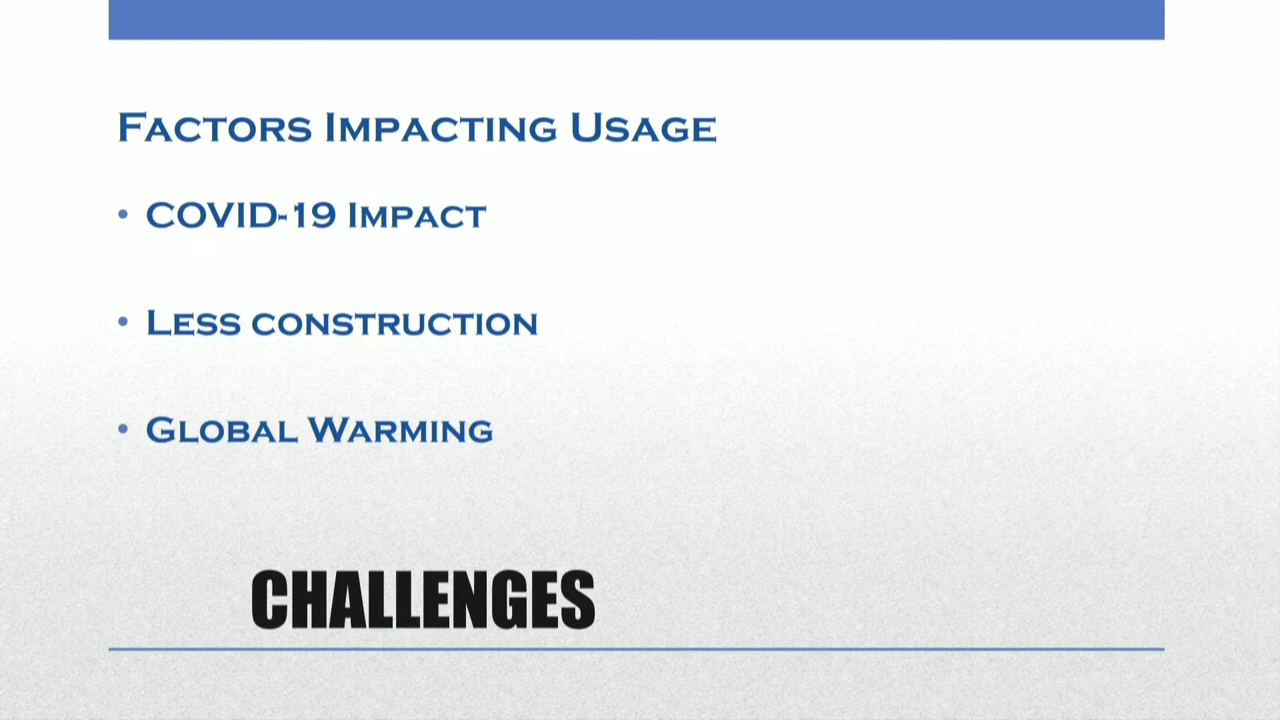 Factors Impacting Usage
• COVID-19 Impact
• Less construction
• Global Warming
CHALLENGES